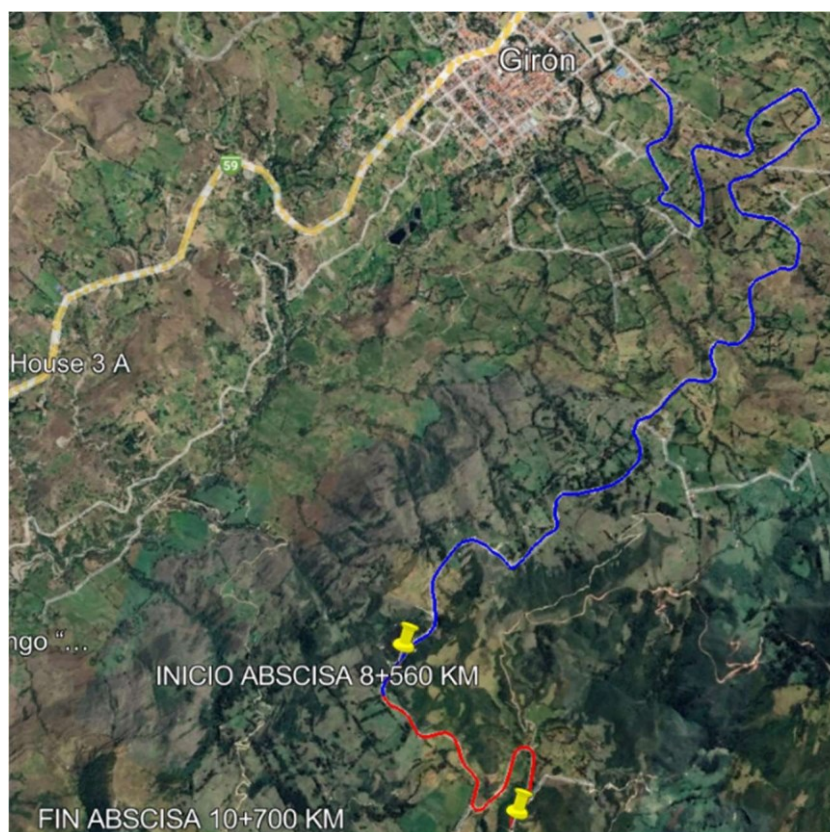 Girón
59
House 3 A
ngo “...
INICIO ABSCISA 8+560 KM
FIN ABSCISA 10+700 KM